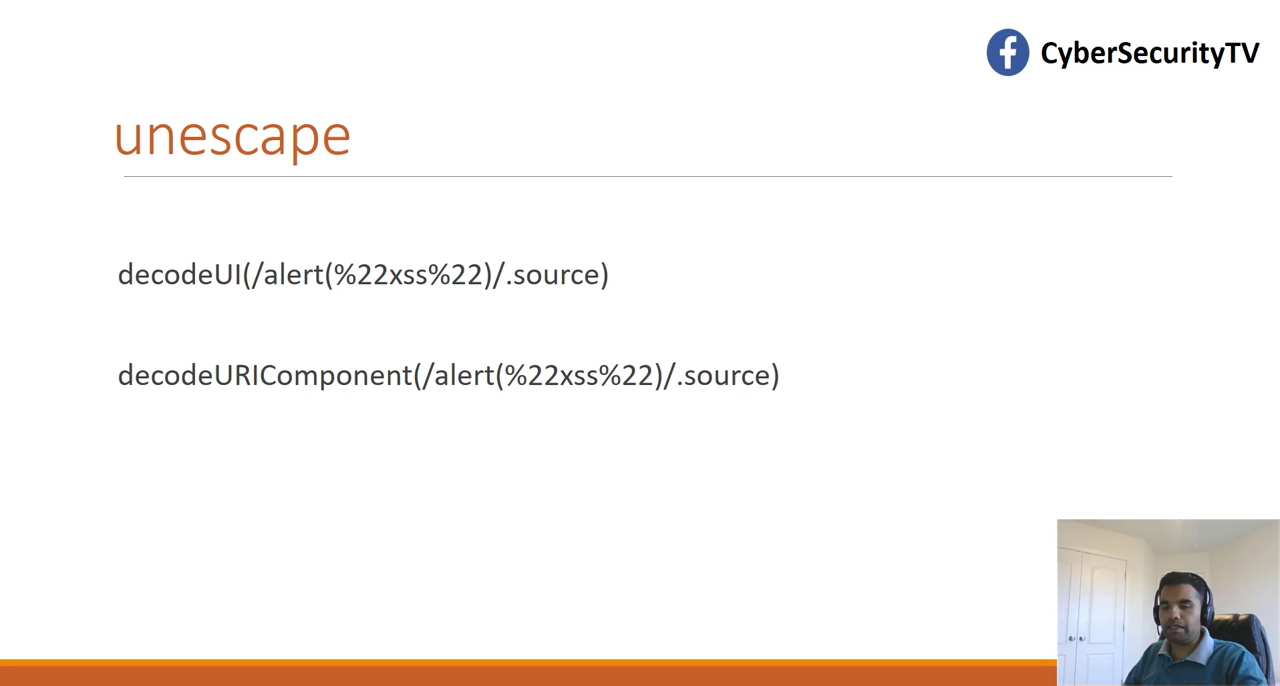 CyberSecurityTV
unescape
decodeUI(/alert(%22xss%22)/.source)
decodeURIComponent(/alert(%22xss%22)/.source)